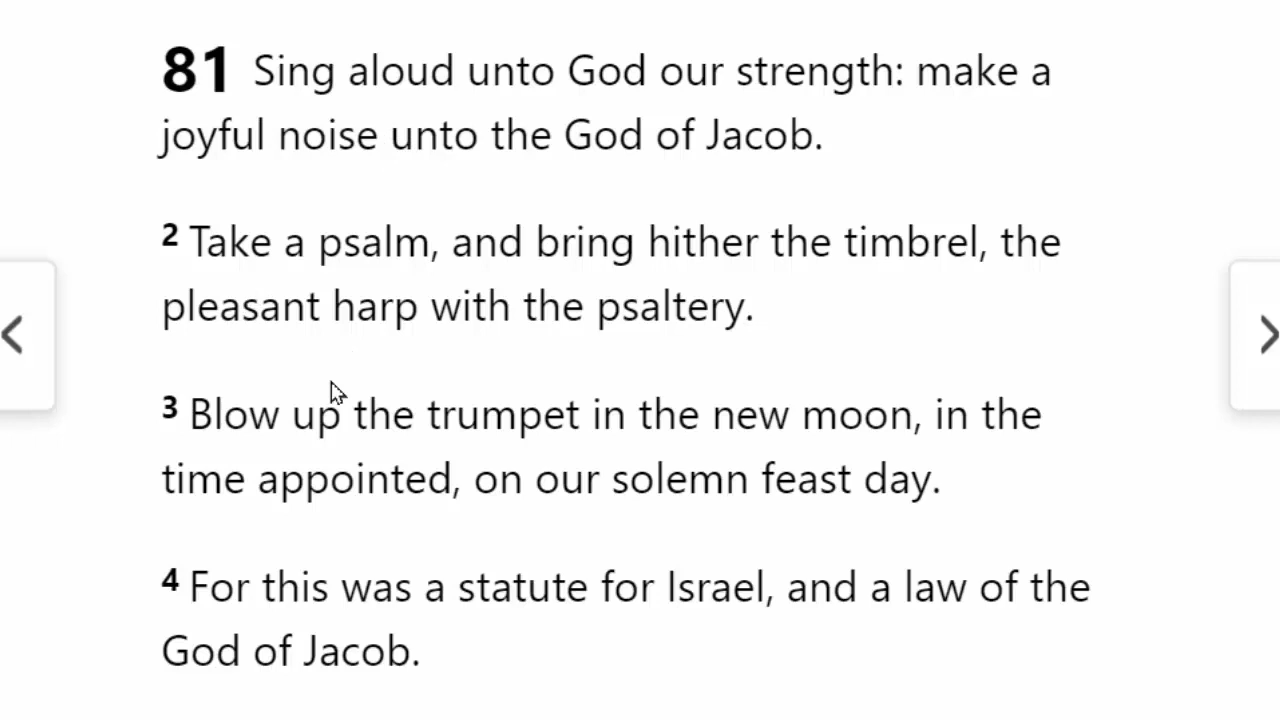 81 Sing aloud unto God our strength: make a
joyful noise unto the God of Jacob.
2 Take a psalm, and bring hither the timbrel, the
pleasant harp with the psaltery.
3 Blow up the trumpet in the new moon, in the
time appointed, on our solemn feast day.
4 For this was a statute for Israel, and a law of the
God of Jacob.